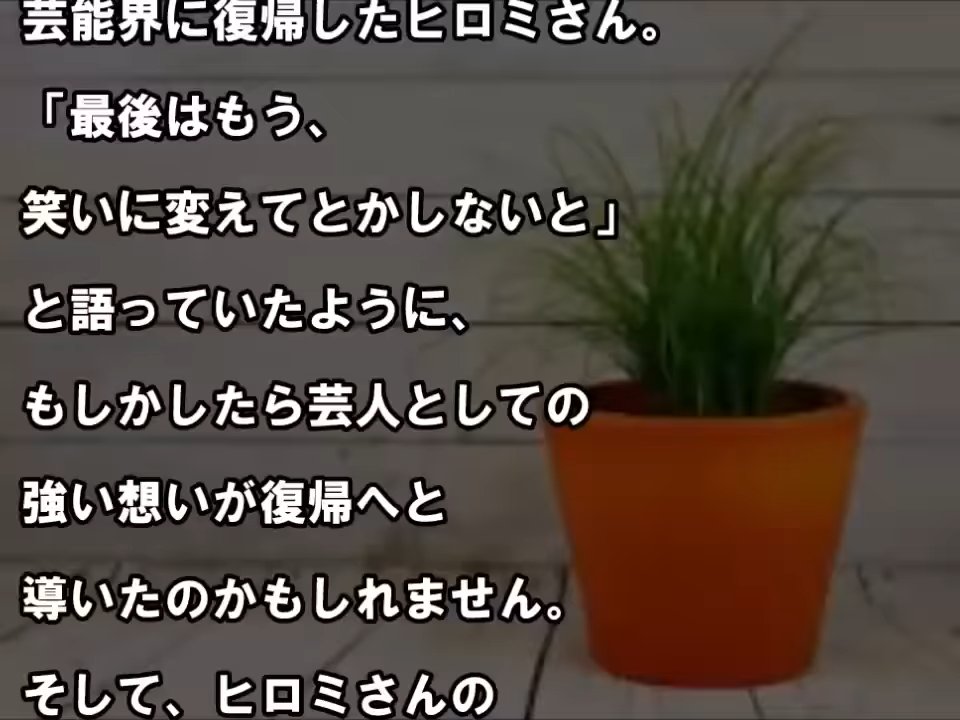 芸能界に復帰したヒロミさん。
「最後はもう、
笑いに変えてとかしないと」
と語っていたように、
もしかしたら芸人としての
強い想いが復帰へと
導いたのかもしれません。
そして、ヒロミさんの